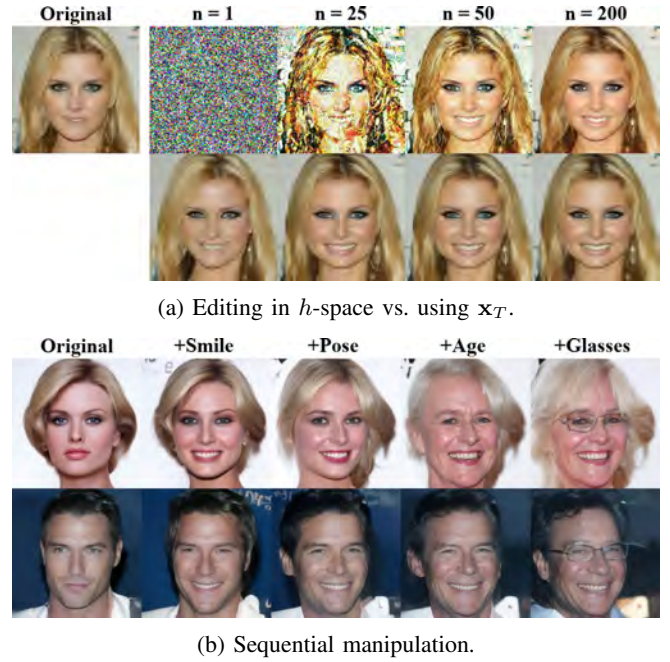 Original n = 1 n = 25 n = 50 n = 200
(a) Editing in h-space vs. using x_T.
Original +Smile +Pose +Age +Glasses
(b) Sequential manipulation.